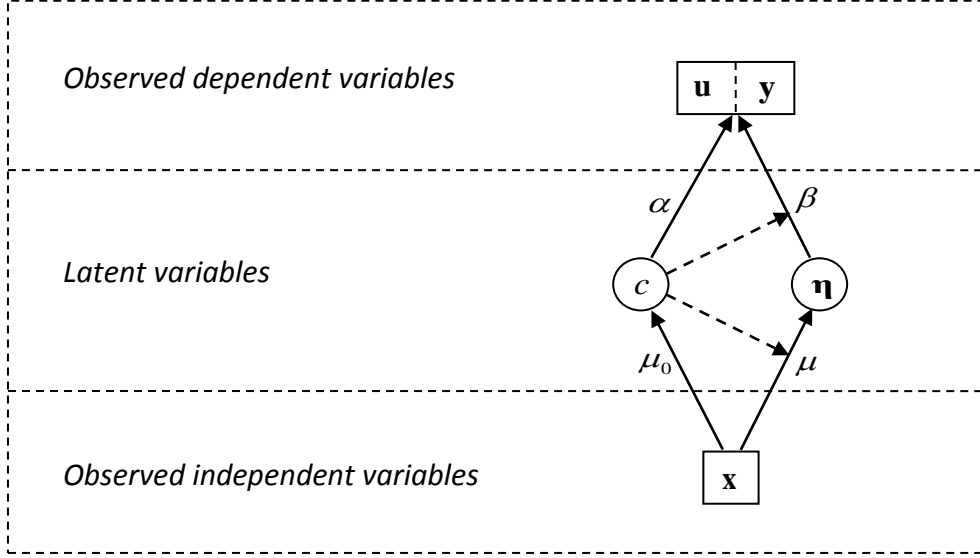 Observed dependent variables
u y
α β
Latent variables
c η
μ₀ μ
Observed independent variables
x